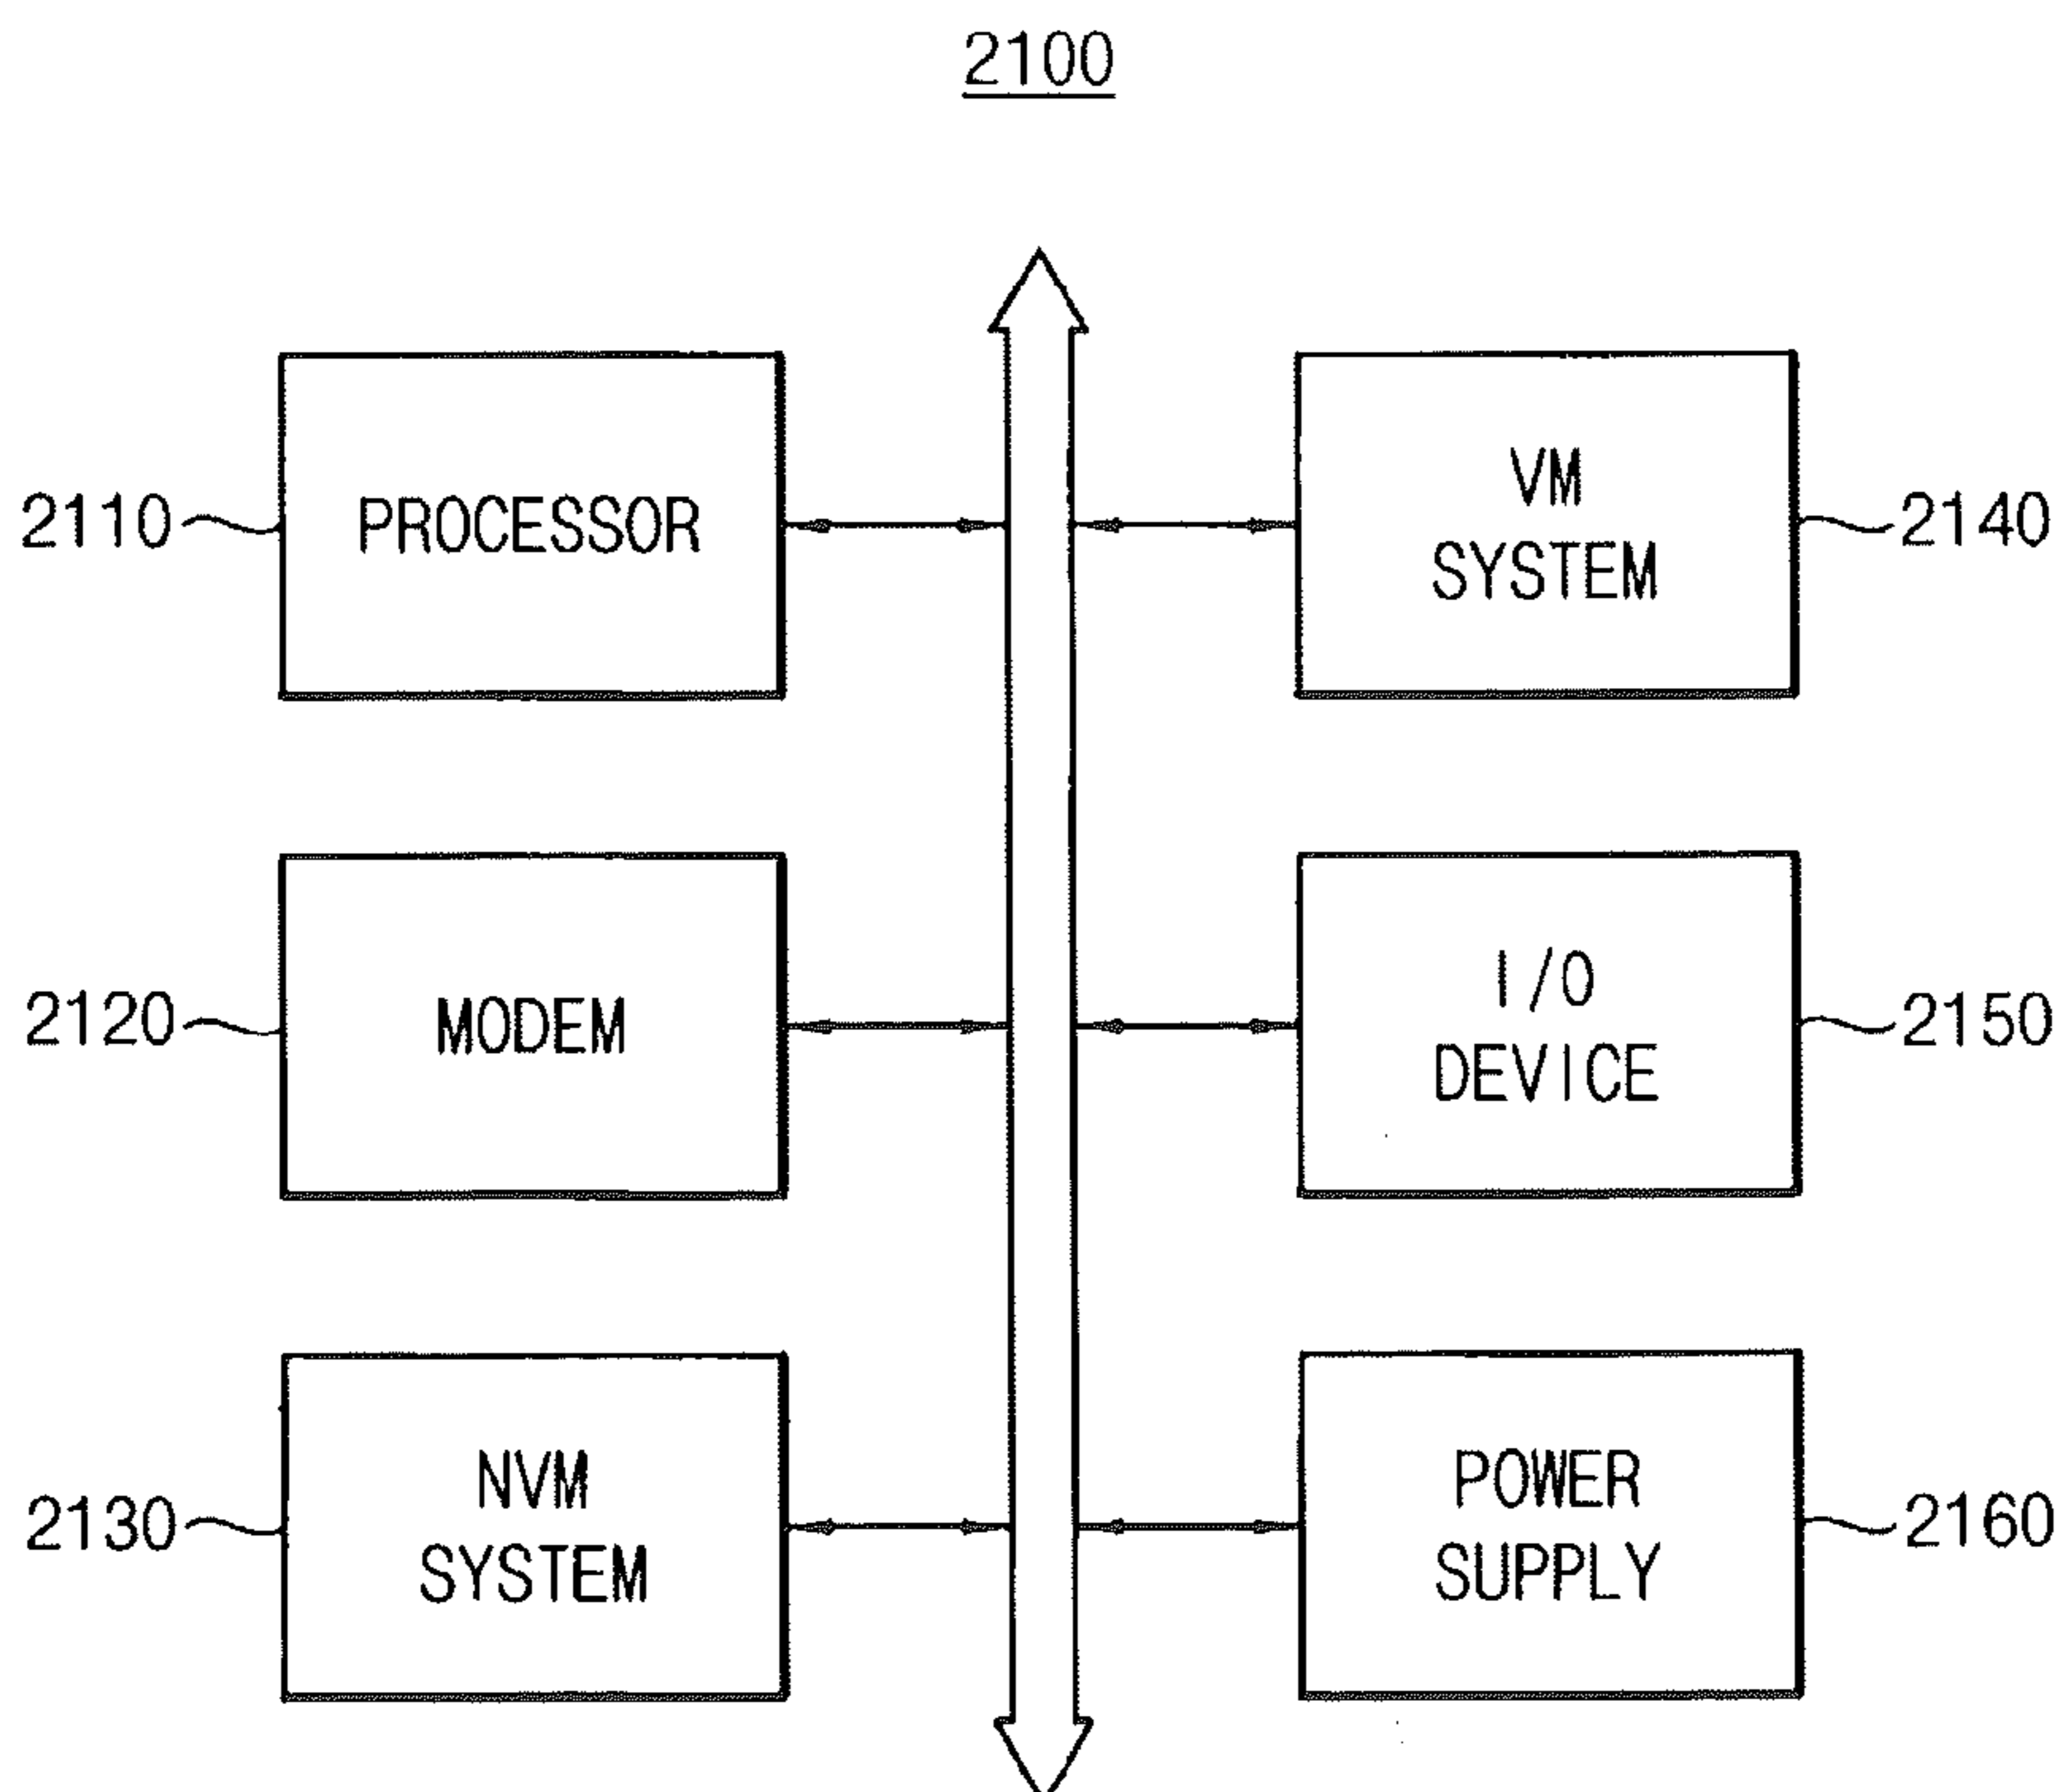 2100
2110
PROCESSOR
VM
SYSTEM
2140
2120
MODEM
I/O
DEVICE
2150
2130
NVM
SYSTEM
POWER
SUPPLY
2160